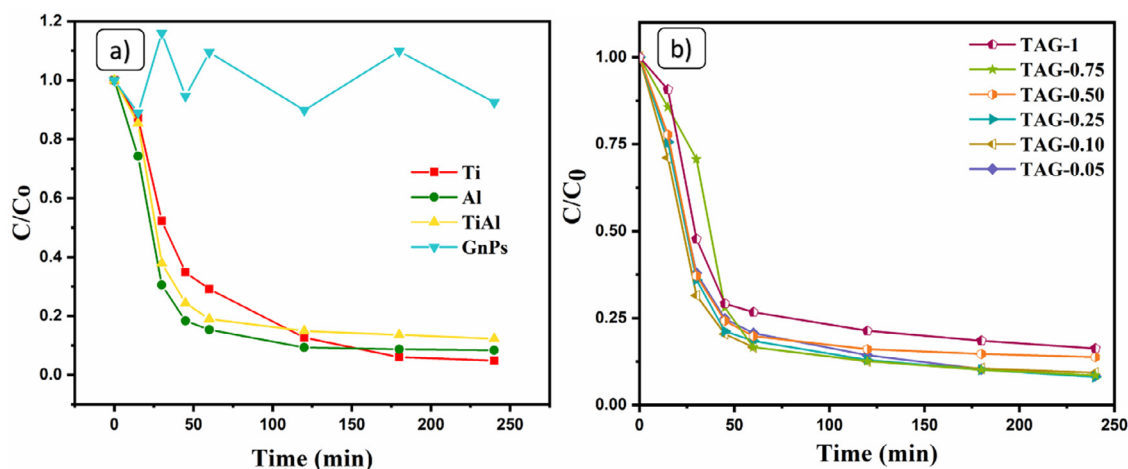 a)
1.2
1.0
0.8
0.6
0.4
0.2
0.0
C/Co
Ti
Al
TiAl
GnPs
0 50 100 150 200 250
Time (min)
b)
1.00
0.75
0.50
0.25
0.00
C/C0
TAG-1
TAG-0.75
TAG-0.50
TAG-0.25
TAG-0.10
TAG-0.05
0 50 100 150 200 250
Time (min)